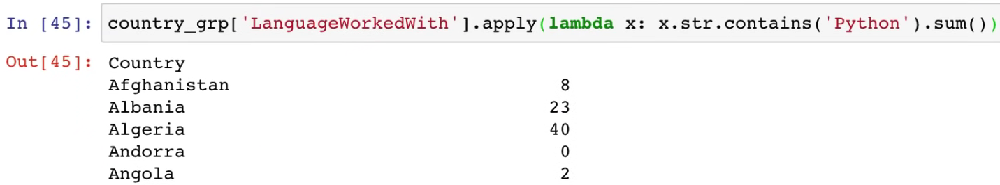 In [45]: country_grp['LanguageWorkedWith'].apply(lambda x: x.str.contains('Python').sum())
Out[45]: Country
Afghanistan 8
Albania 23
Algeria 40
Andorra 0
Angola 2